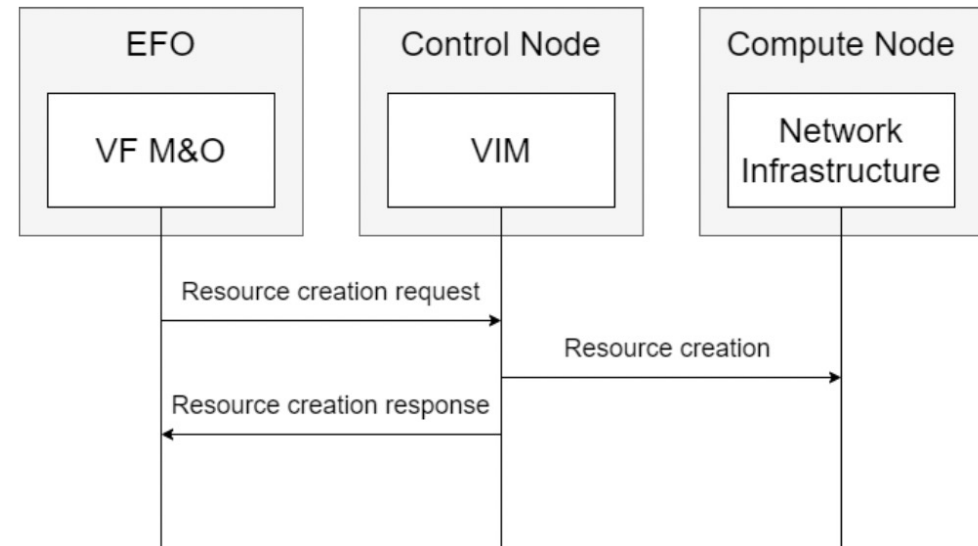 EFO
Control Node
Compute Node
VF M&O
VIM
Network
Infrastructure
Resource creation request
Resource creation
Resource creation response